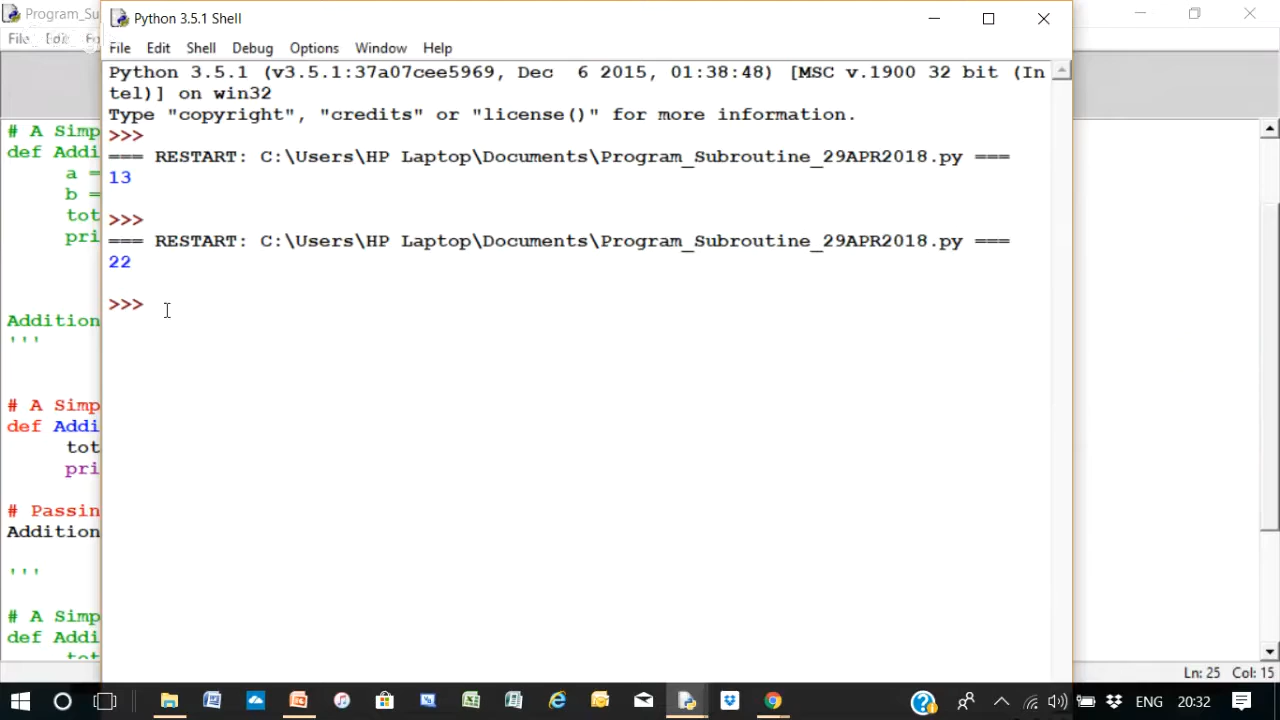 Program_Su
Python 3.5.1 Shell
File
File Edit Shell Debug Options Window Help
Python 3.5.1 (v3.5.1:37a07cee5969, Dec  6 2015, 01:38:48) [MSC v.1900 32 bit (In
tel)] on win32
Type "copyright", "credits" or "license()" for more information.
>>>
=== RESTART: C:\Users\HP Laptop\Documents\Program_Subroutine_29APR2018.py ===
13
>>>
=== RESTART: C:\Users\HP Laptop\Documents\Program_Subroutine_29APR2018.py ===
22
>>>
# A Simp
def Addi
a =
b =
tot
pri
Addition
'''
# A Simp
def Addi
tot
pri
# Passin
Addition
'''
# A Simp
def Addi
tot
Ln: 25 Col: 15
ENG 20:32